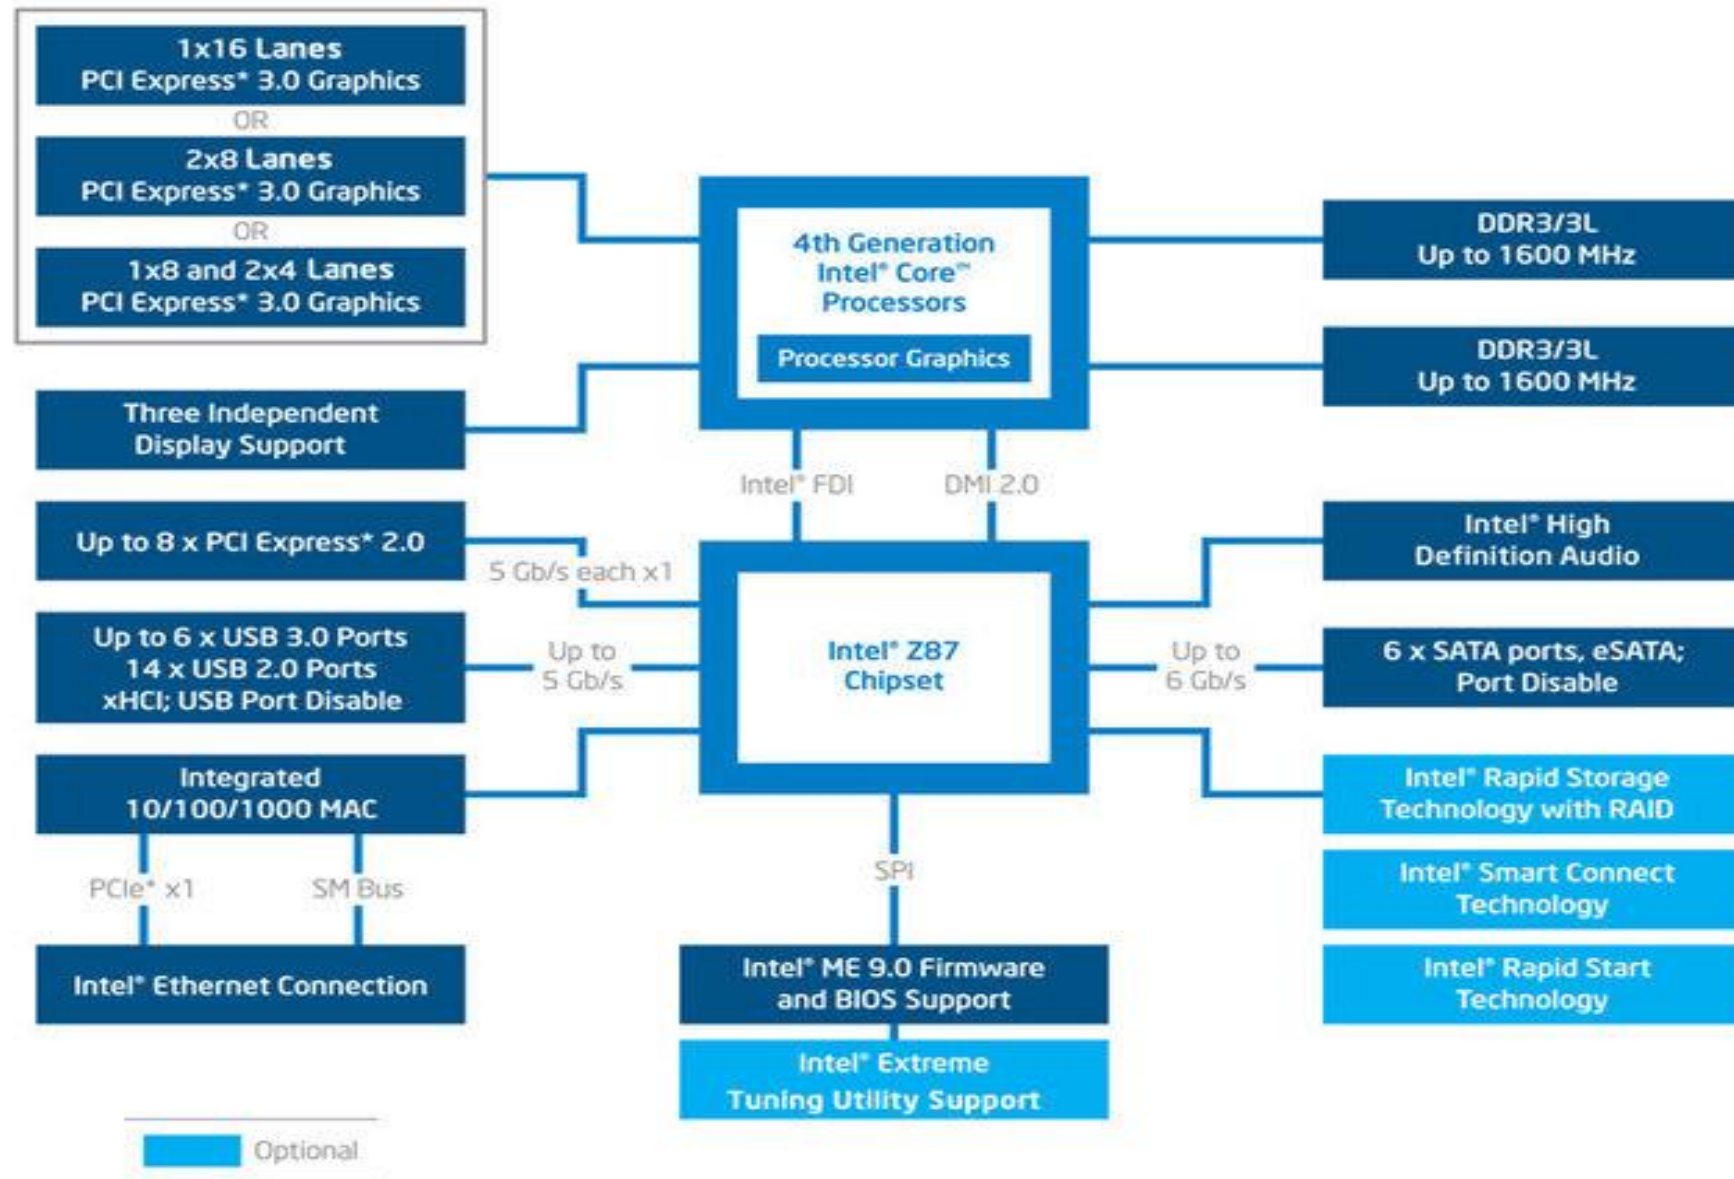 1x16 Lanes
PCI Express* 3.0 Graphics
OR
2x8 Lanes
PCI Express* 3.0 Graphics
OR
1x8 and 2x4 Lanes
PCI Express* 3.0 Graphics
4th Generation
Intel® Core™
Processors
Processor Graphics
DDR3/3L
Up to 1600 MHz
DDR3/3L
Up to 1600 MHz
Three Independent
Display Support
Intel® FDI
DMI 2.0
Up to 8 x PCI Express* 2.0
5 Gb/s each x1
Intel® High
Definition Audio
Up to 6 x USB 3.0 Ports
14 x USB 2.0 Ports
xHCI; USB Port Disable
Up to
5 Gb/s
Intel® Z87
Chipset
Up to
6 Gb/s
6 x SATA ports, eSATA;
Port Disable
Integrated
10/100/1000 MAC
Intel® Rapid Storage
Technology with RAID
PCIe* x1
SM Bus
SPI
Intel® Smart Connect
Technology
Intel® Ethernet Connection
Intel® ME 9.0 Firmware
and BIOS Support
Intel® Rapid Start
Technology
Intel® Extreme
Tuning Utility Support
Optional